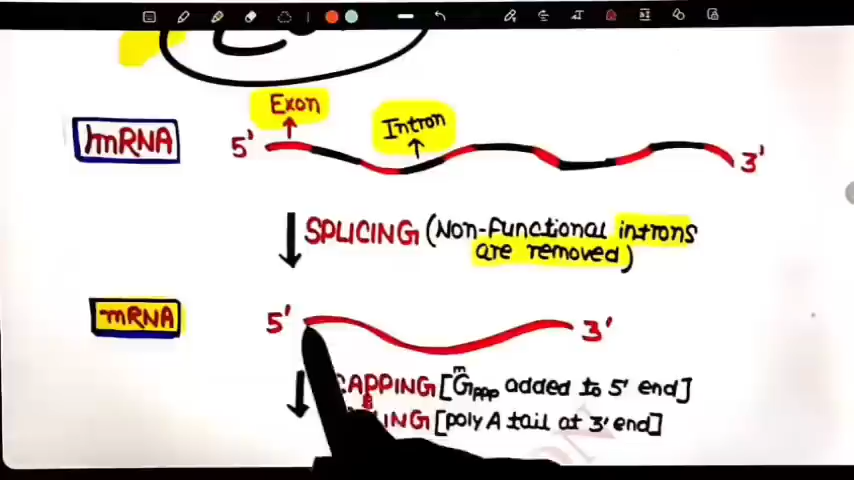 Exon
Intron
hnRNA
5' 3'
SPLICING (Non-Functional introns
are removed)
mRNA
5' 3'
CAPPING [mGppp added to 5' end]
[poly A tail at 3' end]